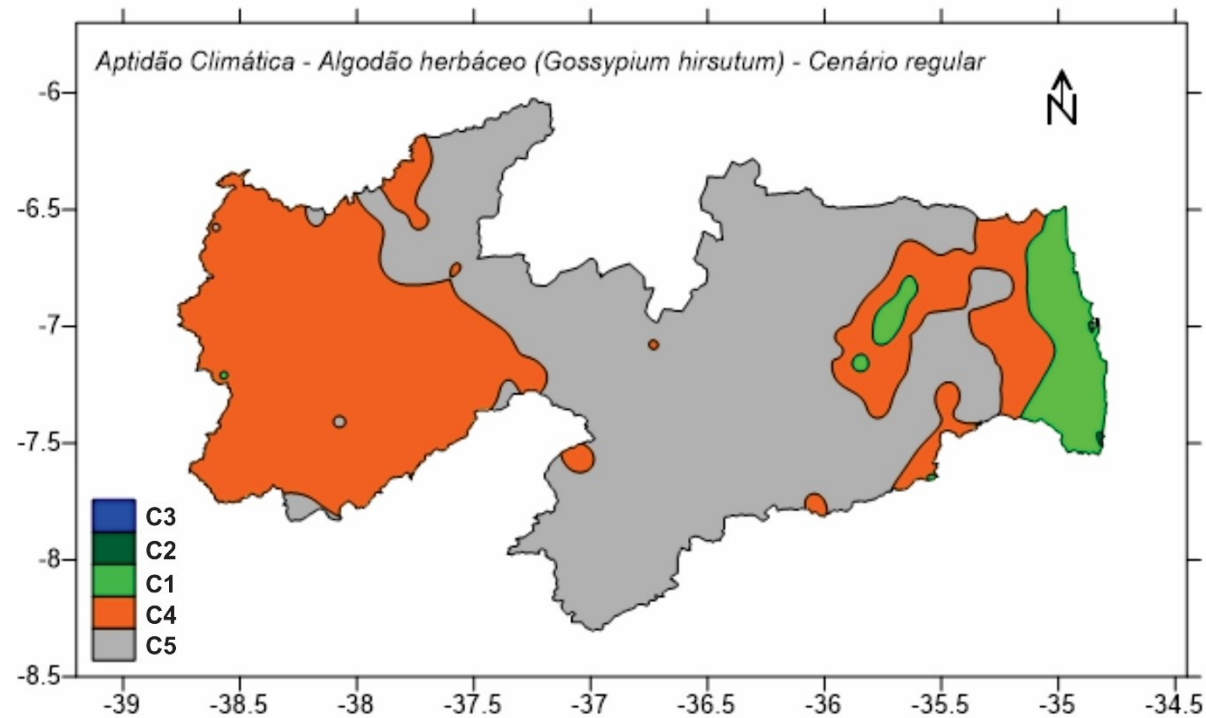 Aptidão Climática - Algodão herbáceo (Gossypium hirsutum) - Cenário regular
N
-6
-6.5
-7
-7.5
-8
-8.5
C3
C2
C1
C4
C5
-39 -38.5 -38 -37.5 -37 -36.5 -36 -35.5 -35 -34.5